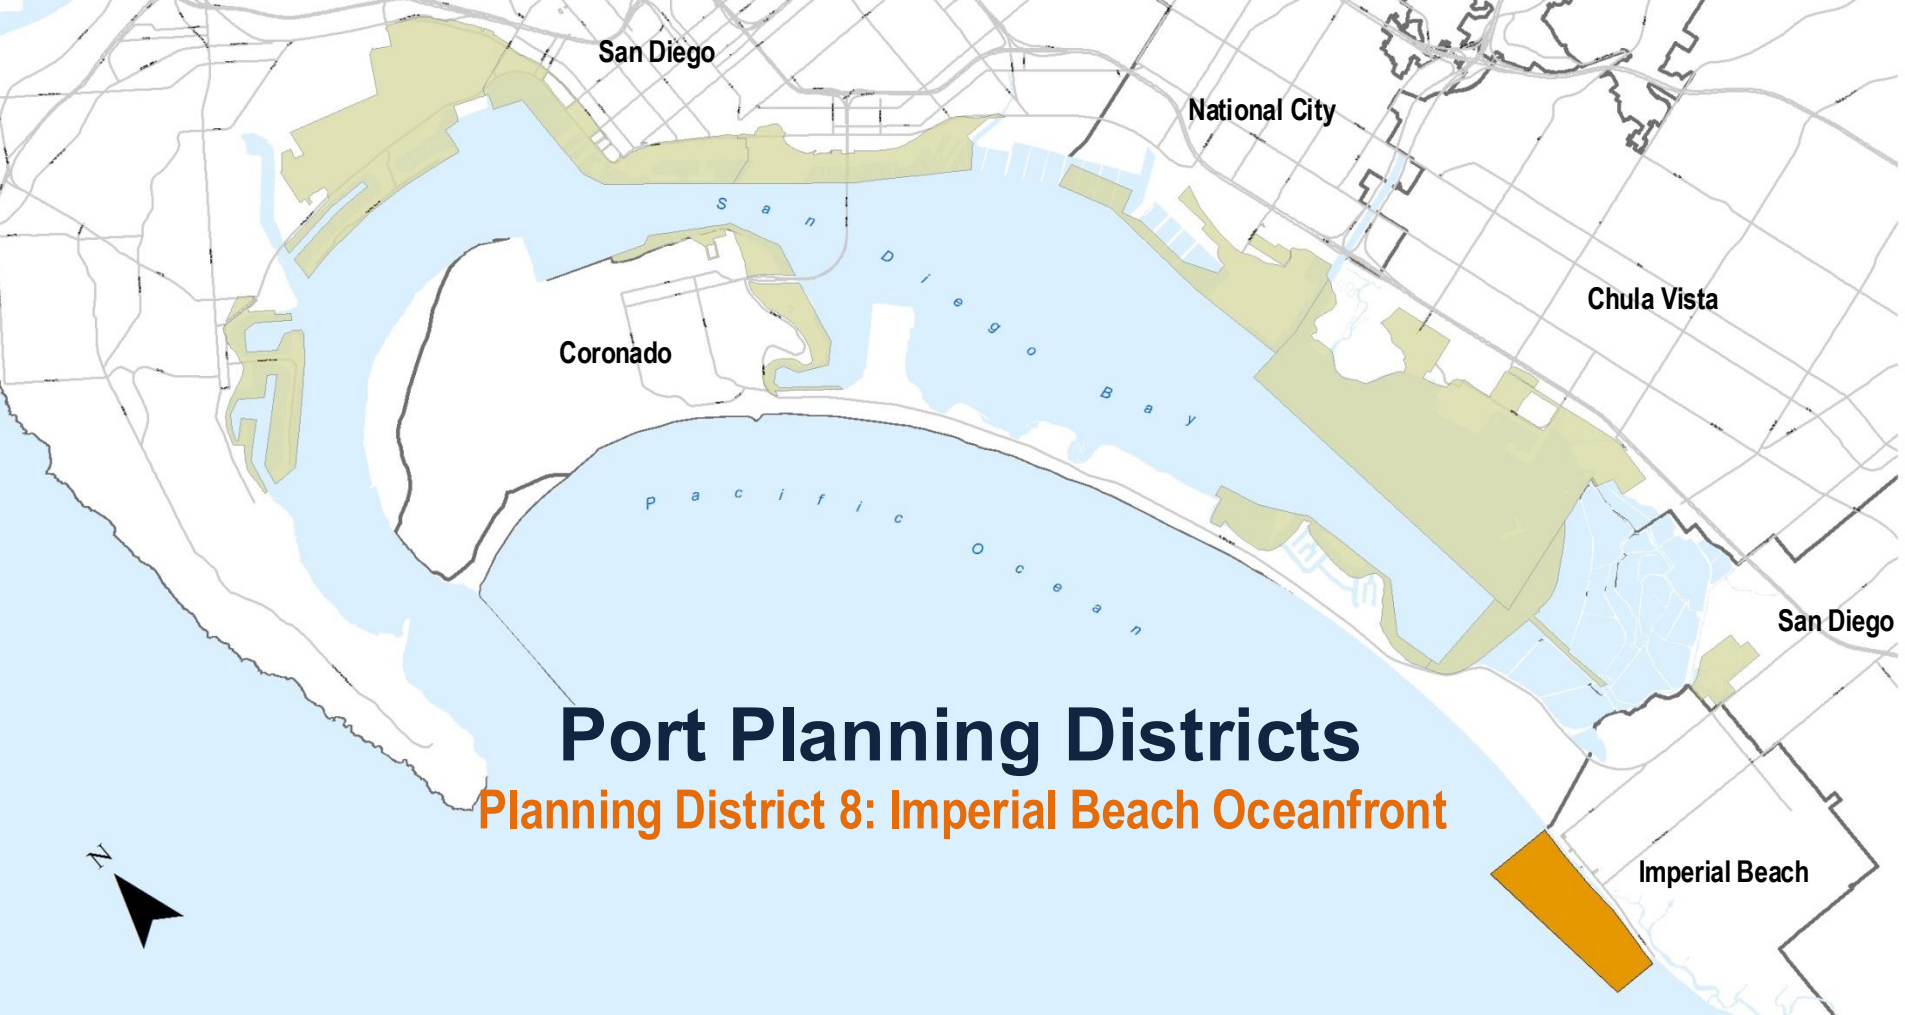 San Diego
National City
San Diego Bay
Chula Vista
Coronado
Pacific Ocean
San Diego
Port Planning Districts
Planning District 8: Imperial Beach Oceanfront
N
Imperial Beach